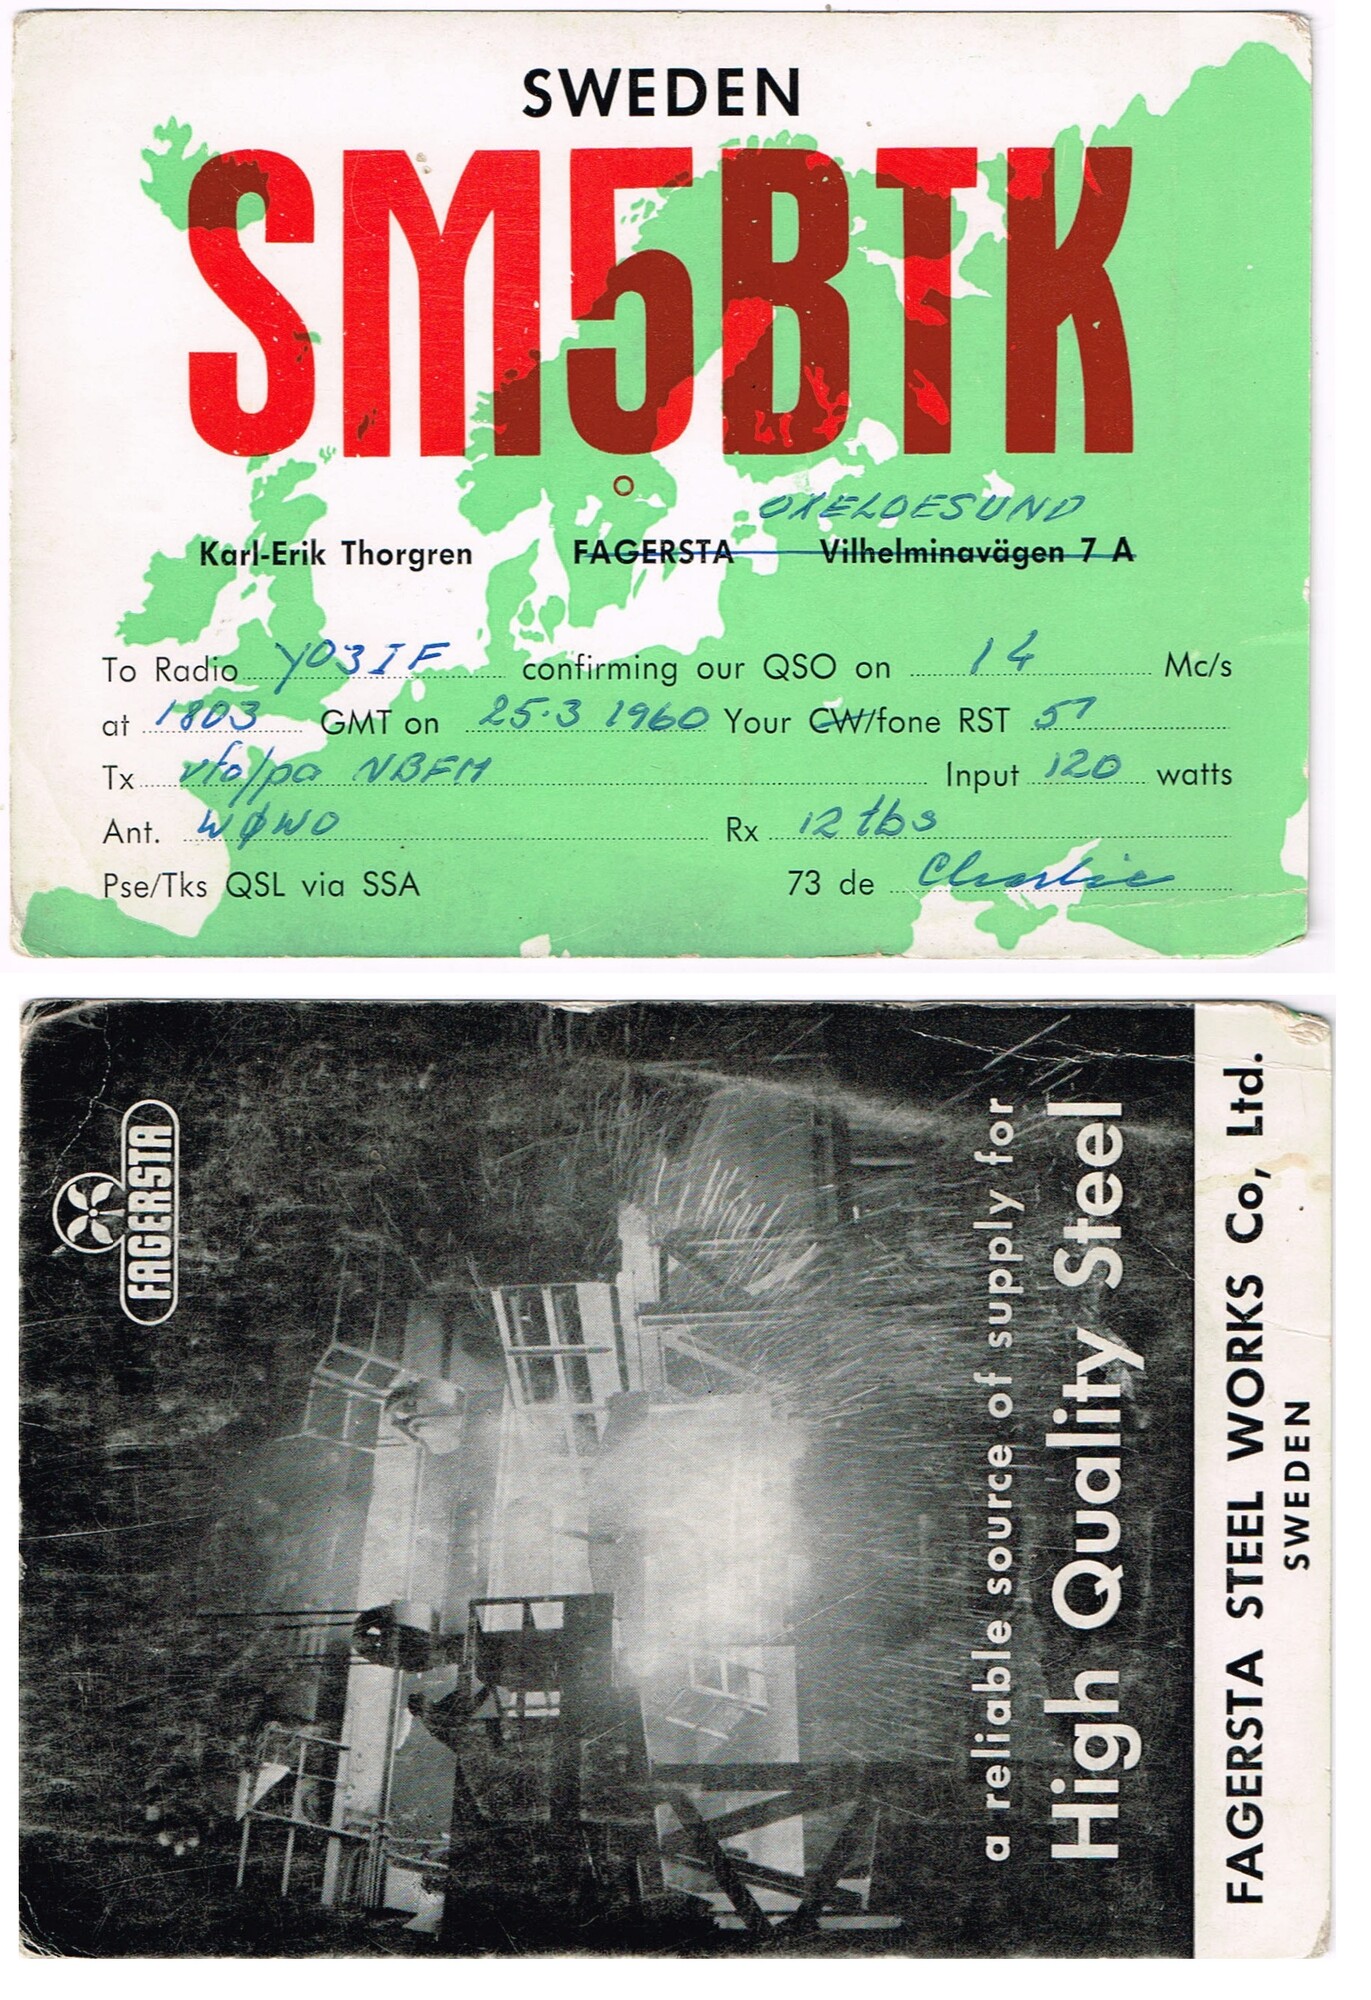 SWEDEN
SM5BTK
OXELOESUND
Karl-Erik Thorgren FAGERSTA Vilhelminavägen 7 A
To Radio YO3IF confirming our QSO on 14 Mc/s
at 1803 GMT on 25.3 1960 Your CW/fone RST 57
Tx vfo/pa NBFM Input 120 watts
Ant. WØWO Rx 12 tbs
Pse/Tks QSL via SSA 73 de Charlie
FAGERSTA
a reliable source of supply for
High Quality Steel
FAGERSTA STEEL WORKS Co, Ltd.
SWEDEN